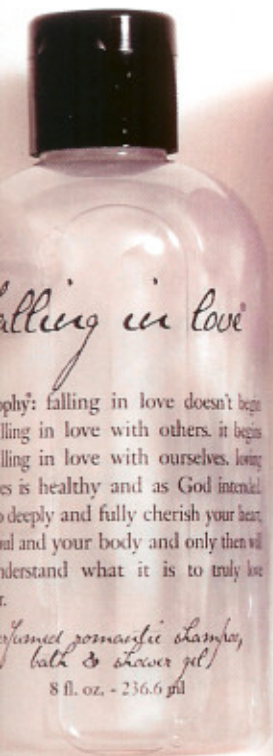 alling in love
ophy: falling in love doesn't begin
lling in love with others. it begins
lling in love with ourselves. loving
es is healthy and as God intended.
o deeply and fully cherish your heart,
oul and your body and only then will
nderstand what it is to truly love
r.
rfumed romantic shampoo,
bath & shower gel
8 fl. oz. - 236.6 ml